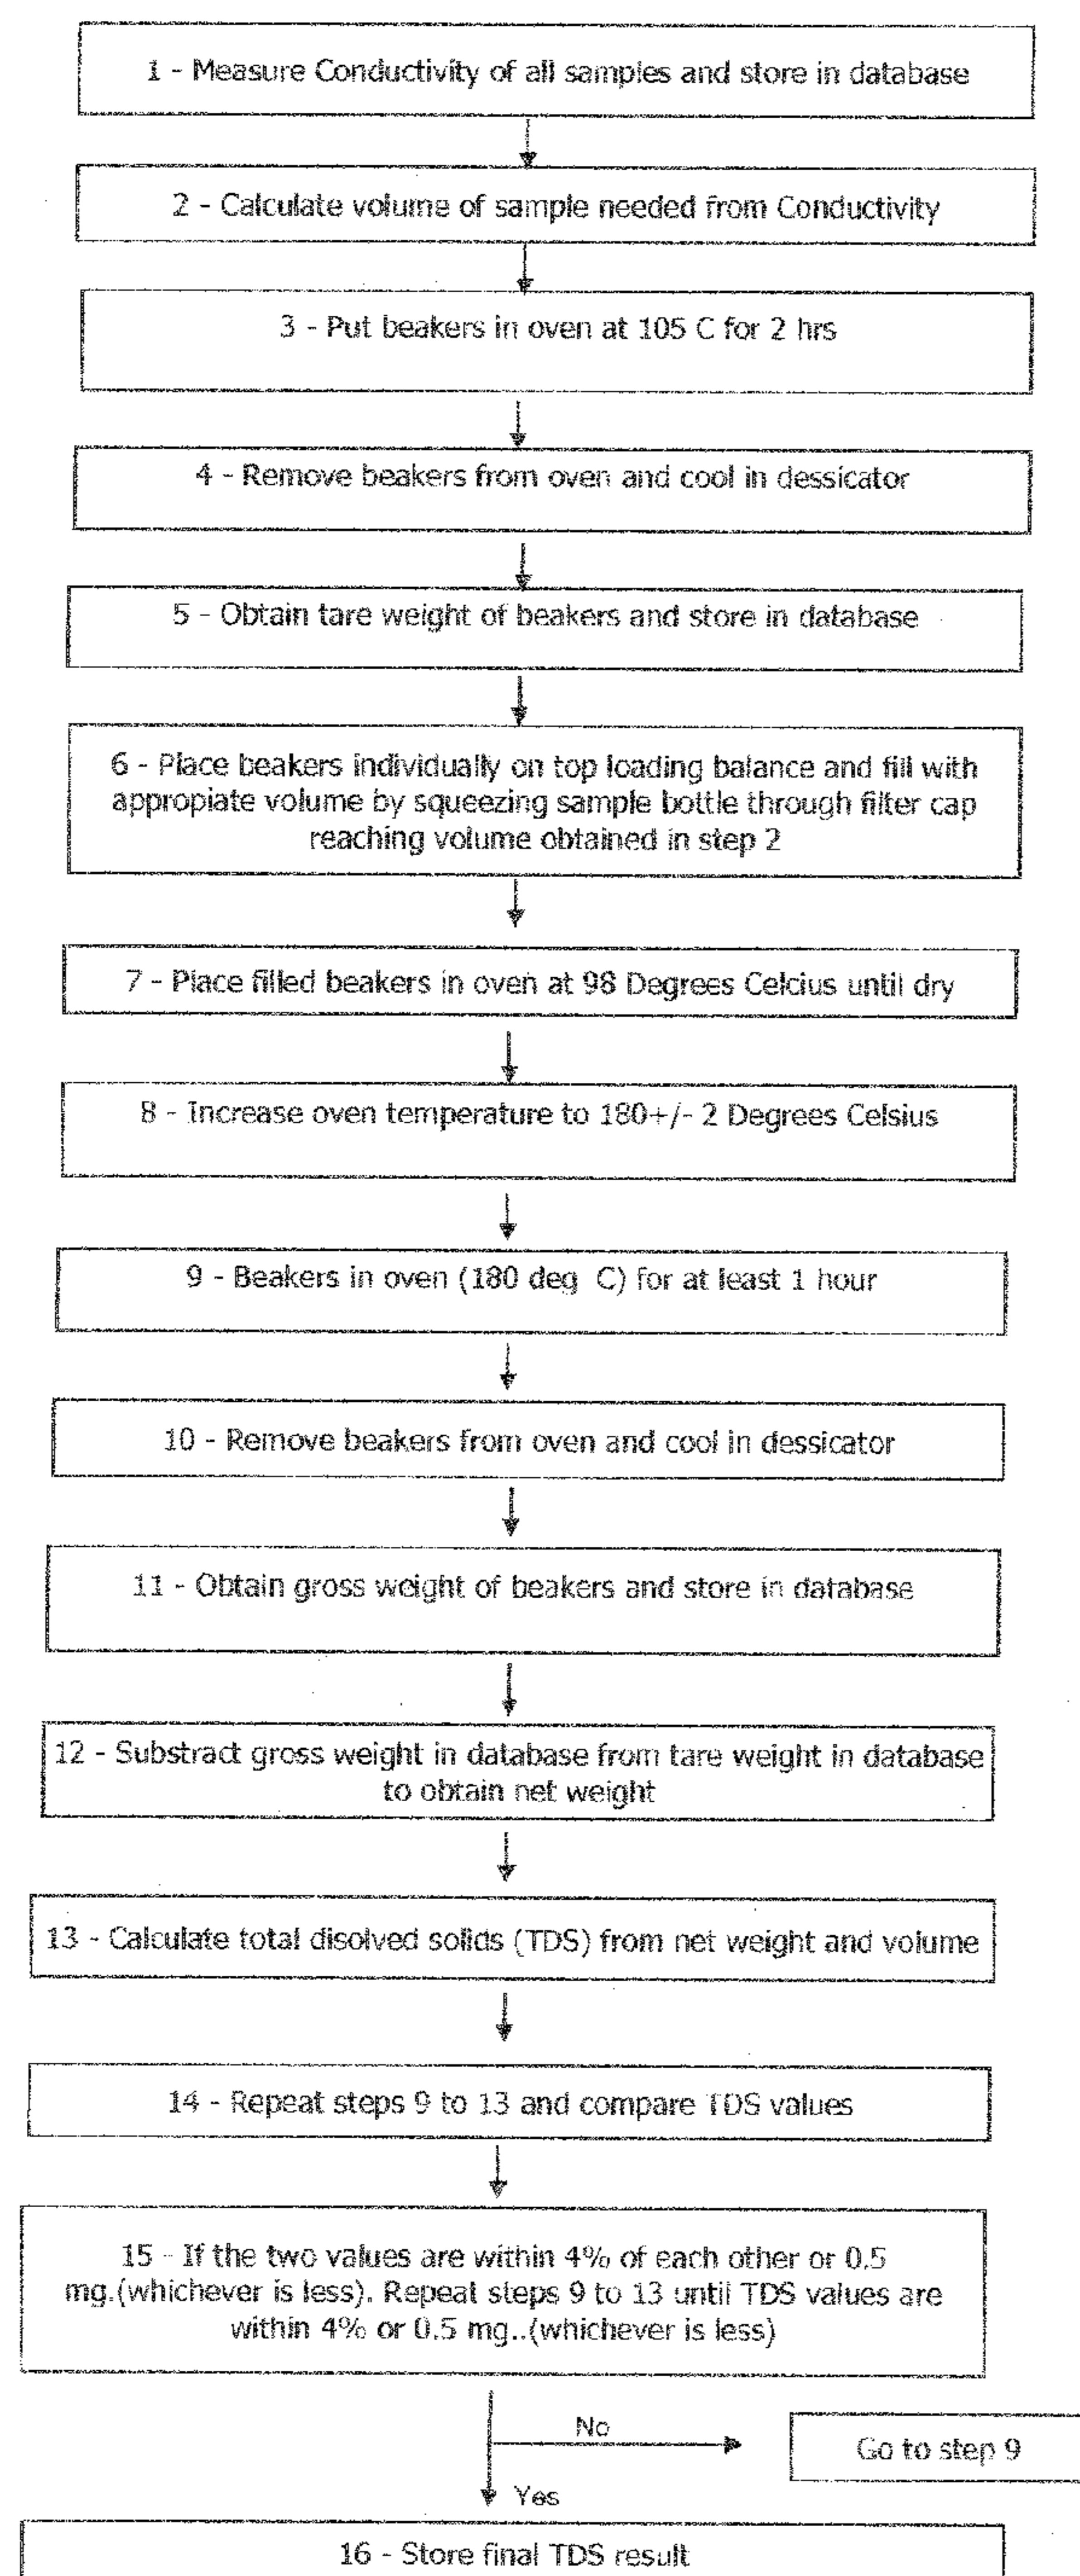 1 - Measure Conductivity of all samples and store in database
2 - Calculate volume of sample needed from Conductivity
3 - Put beakers in oven at 105 C for 2 hrs
4 - Remove beakers from oven and cool in dessicator
5 - Obtain tare weight of beakers and store in database
6 - Place beakers individually on top loading balance and fill with
appropiate volume by squeezing sample bottle through filter cap
reaching volume obtained in step 2
7 - Place filled beakers in oven at 98 Degrees Celcius until dry
8 - Increase oven temperature to 180+/- 2 Degrees Celsius
9 - Beakers in oven (180 deg C) for at least 1 hour
10 - Remove beakers from oven and cool in dessicator
11 - Obtain gross weight of beakers and store in database
12 - Substract gross weight in database from tare weight in database
to obtain net weight
13 - Calculate total disolved solids (TDS) from net weight and volume
14 - Repeat steps 9 to 13 and compare TDS values
15 - If the two values are within 4% of each other or 0.5
mg.(whichever is less). Repeat steps 9 to 13 until TDS values are
within 4% or 0.5 mg..(whichever is less)
No
Go to step 9
Yes
16 - Store final TDS result